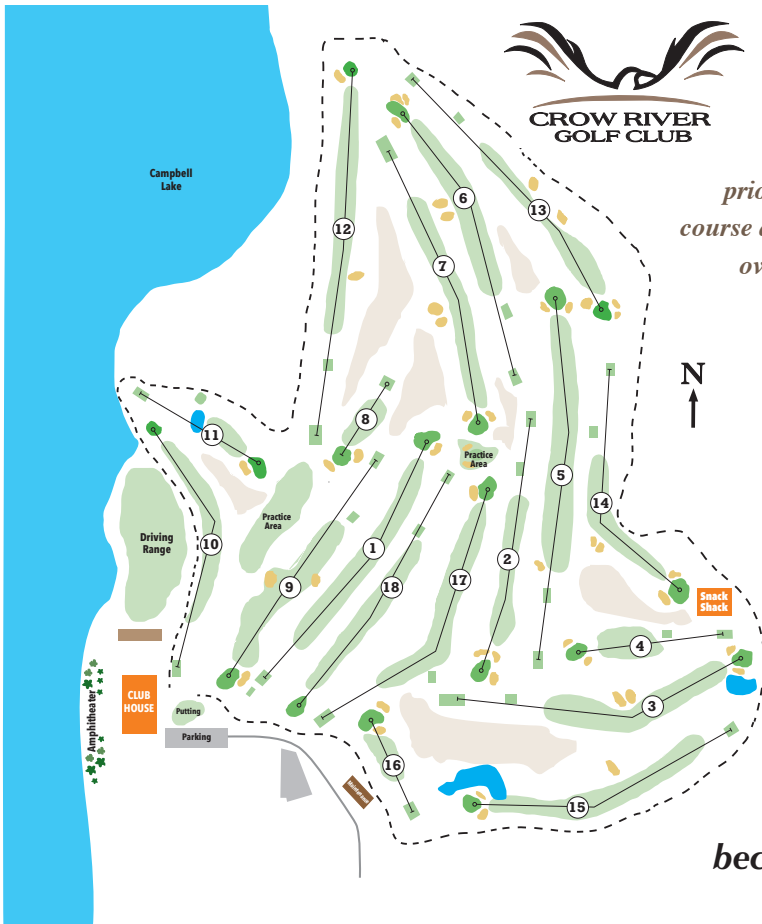 CROW RIVER
GOLF CLUB
Campbell
Lake
prio
course a
ov
N
12
6
13
7
8
11
Practice
Area
5
14
Practice
Area
Driving
Range
10
1
9
18
17
2
Snack
Shack
4
3
Amphitheater
CLUB
HOUSE
Putting
Parking
16
15
bec